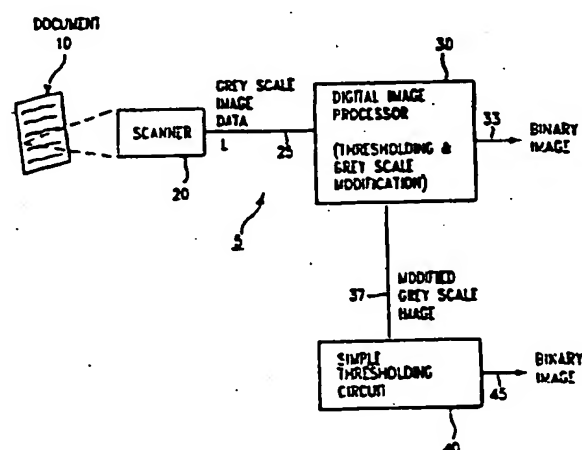 DOCUMENT
10
SCANNER
20
GREY SCALE
IMAGE
DATA
L
25
5
30
DIGITAL IMAGE
PROCESSOR
(THRESHOLDING &
GREY SCALE
MODIFICATION)
33
BINARY
IMAGE
37
MODIFIED
GREY SCALE
IMAGE
SIMPLE
THRESHOLDING
CIRCUIT
45
BINARY
IMAGE
40